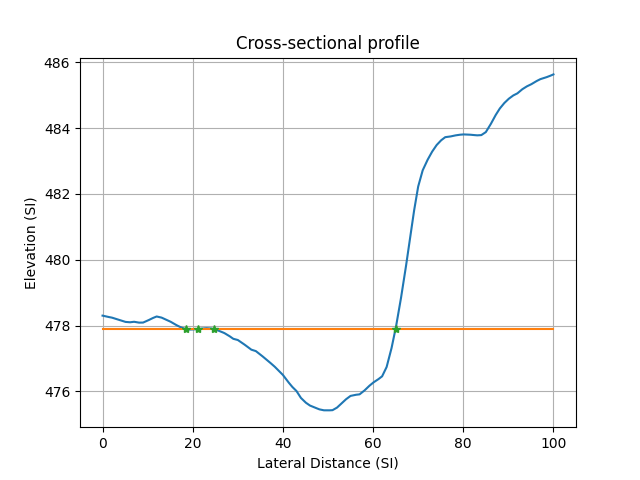 Cross-sectional profile
486
484
482
480
478
476
Elevation (SI)
0 20 40 60 80 100
Lateral Distance (SI)